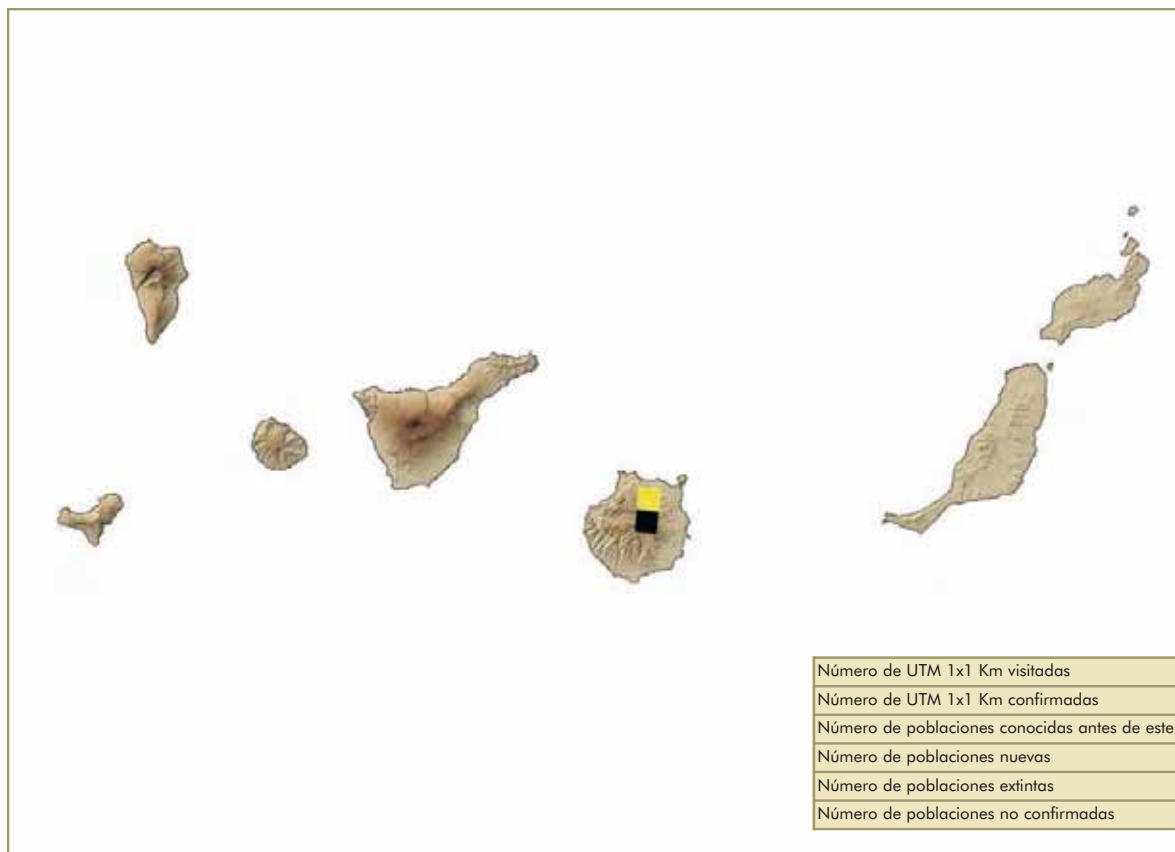 Número de UTM 1x1 Km visitadas
Número de UTM 1x1 Km confirmadas
Número de poblaciones conocidas antes de este
Número de poblaciones nuevas
Número de poblaciones extintas
Número de poblaciones no confirmadas